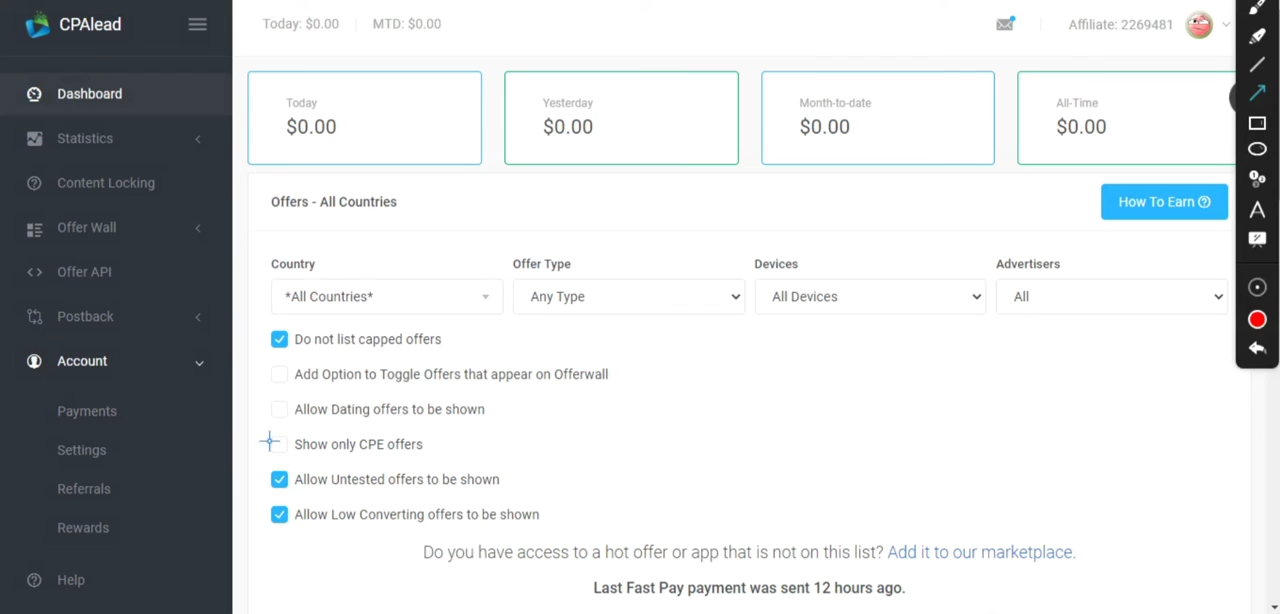 CPAlead
Today: $0.00
MTD: $0.00
Affiliate: 2269481
Dashboard
Statistics
Content Locking
Offer Wall
Offer API
Postback
Account
Payments
Settings
Referrals
Rewards
Help
Today
$0.00
Yesterday
$0.00
Month-to-date
$0.00
All-Time
$0.00
Offers - All Countries
How To Earn
Country
*All Countries*
Offer Type
Any Type
Devices
All Devices
Advertisers
All
Do not list capped offers
Add Option to Toggle Offers that appear on Offerwall
Allow Dating offers to be shown
Show only CPE offers
Allow Untested offers to be shown
Allow Low Converting offers to be shown
Do you have access to a hot offer or app that is not on this list? Add it to our marketplace.
Last Fast Pay payment was sent 12 hours ago.
A